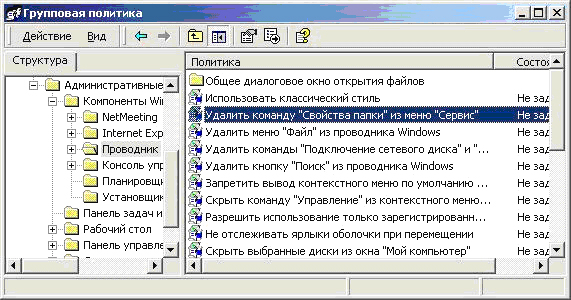 Групповая политика
Действие Вид
Структура
Административные
Компоненты Win
NetMeeting
Internet Exp
Проводник
Консоль упр
Планировщи
Установщик
Панель задач и
Рабочий стол
Панель управле
Политика Состоя
Общее диалоговое окно открытия файлов
Использовать классический стиль Не зад
Удалить команду "Свойства папки" из меню "Сервис" Не зад
Удалить меню "Файл" из проводника Windows Не зад
Удалить команды "Подключение сетевого диска" и "... Не зад
Удалить кнопку "Поиск" из проводника Windows Не зад
Запретить вывод контекстного меню по умолчанию ... Не зад
Скрыть команду "Управление" из контекстного меню... Не зад
Разрешить использование только зарегистрированн... Не зад
Не отслеживать ярлыки оболочки при перемещении Не зад
Скрыть выбранные диски из окна "Мой компьютер" Не зад